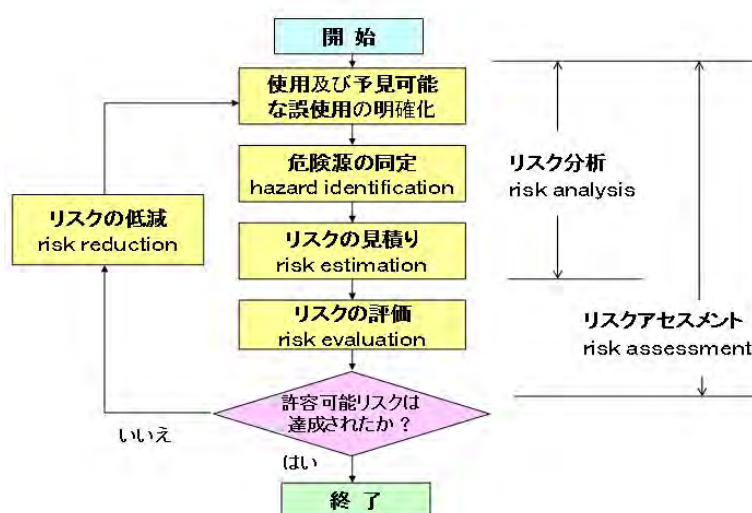 開 始
使用及び予見可能
な誤使用の明確化
危険源の同定
hazard identification
リスク分析
risk analysis
リスクの低減
risk reduction
リスクの見積り
risk estimation
リスクの評価
risk evaluation
リスクアセスメント
risk assessment
許容可能リスクは
達成されたか?
いいえ
はい
終 了